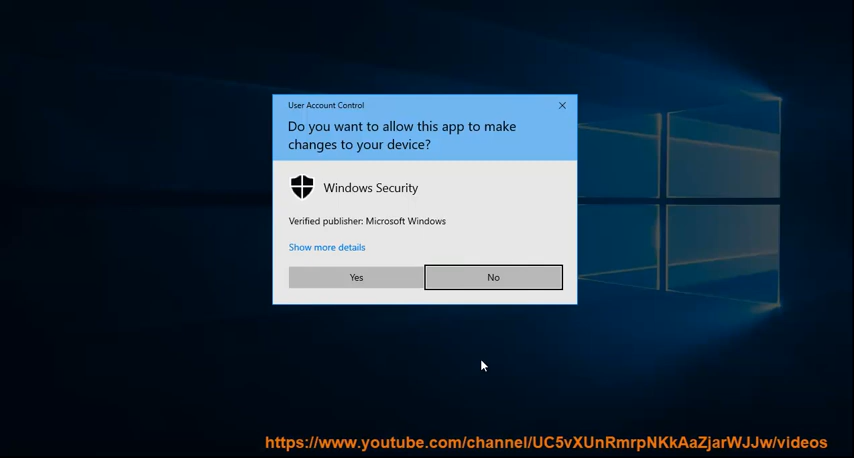 User Account Control
Do you want to allow this app to make
changes to your device?
Windows Security
Verified publisher: Microsoft Windows
Show more details
Yes No
https://www.youtube.com/channel/UC5vXUnRmrpNKkAaZjarWJJw/videos